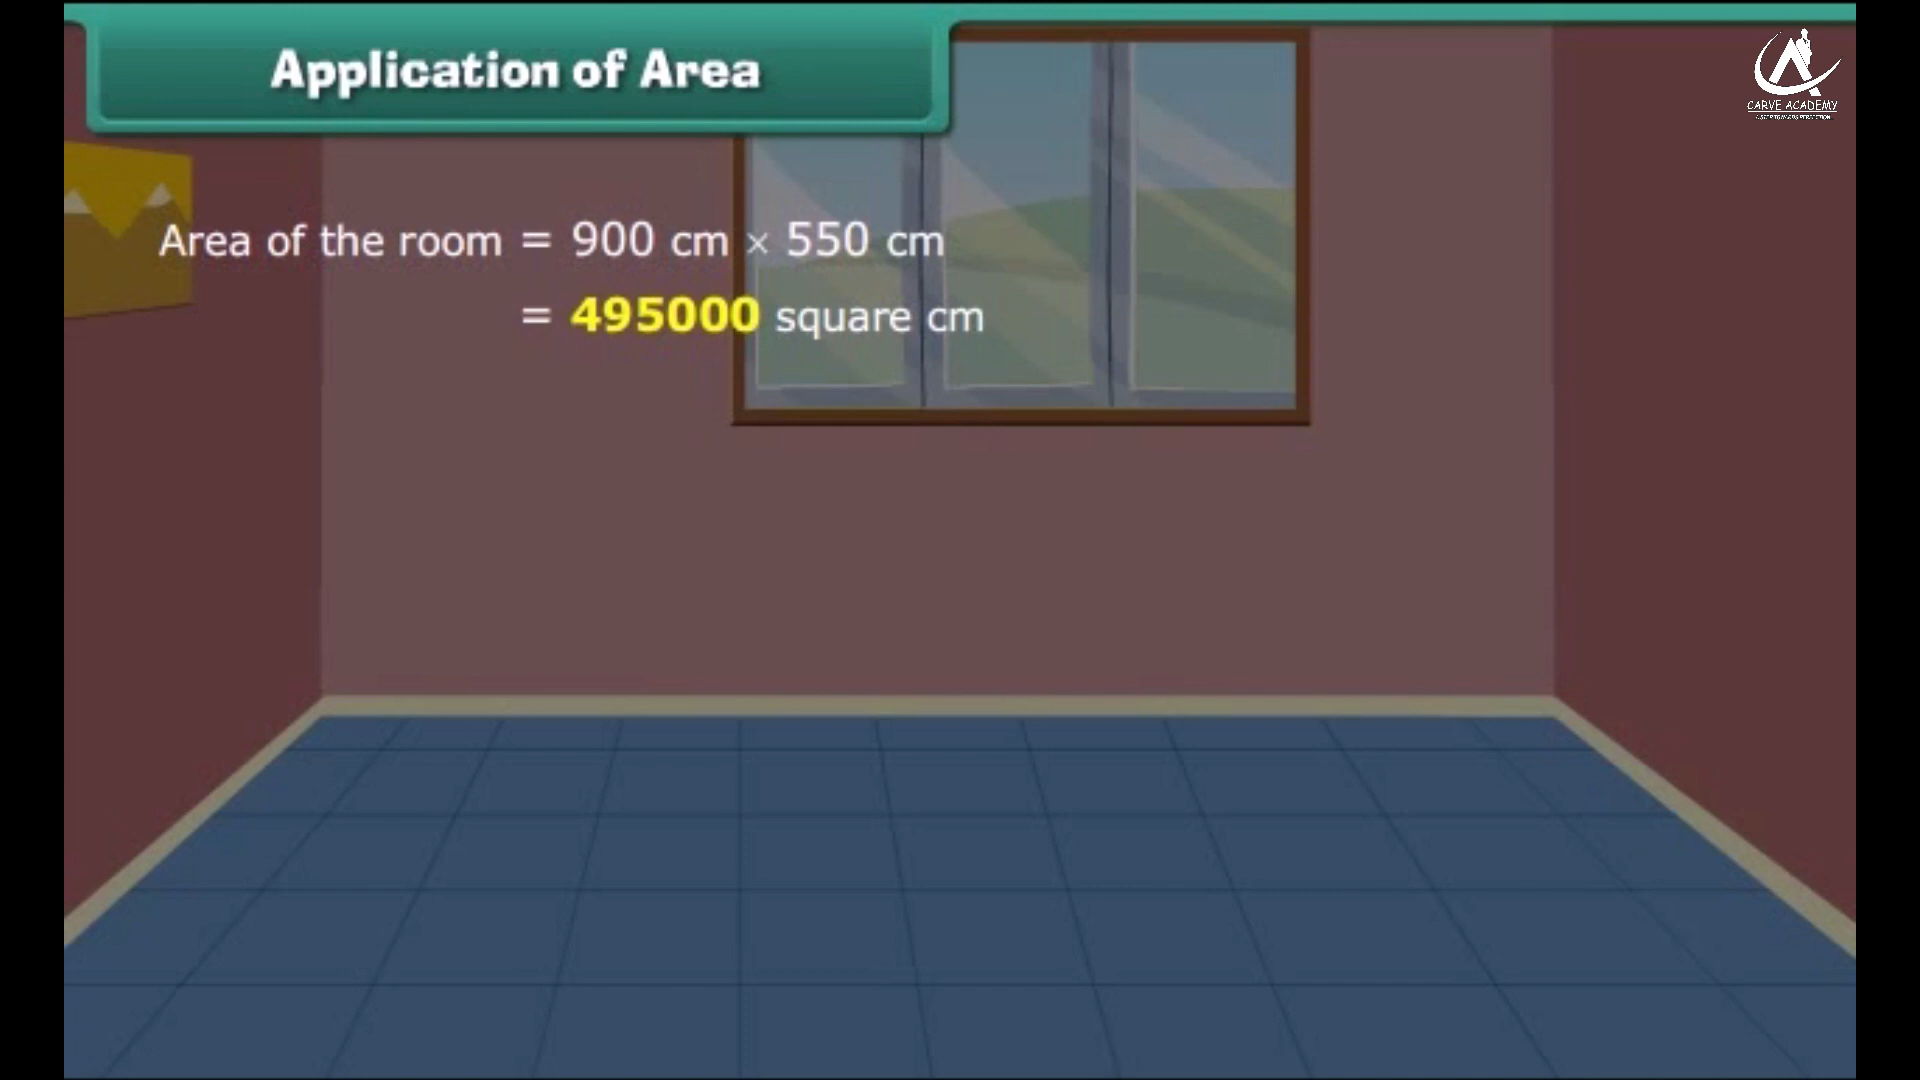 Application of Area
CARVE ACADEMY
Area of the room = 900 cm × 550 cm
= 495000 square cm